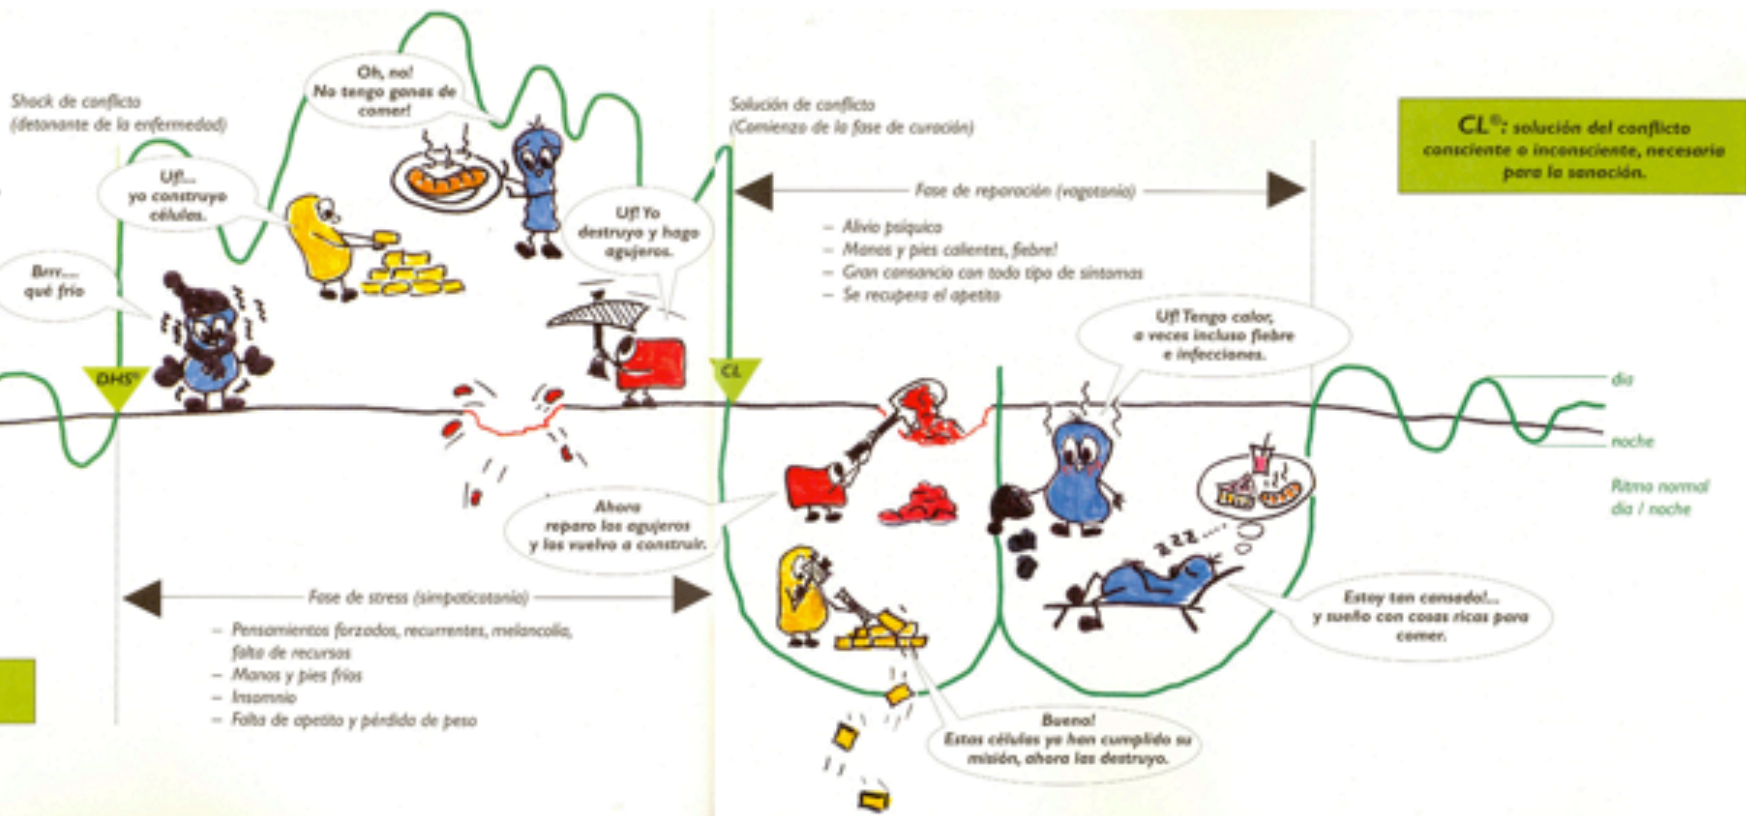 Shock de conflicto
(detonante de la enfermedad)
Uf!...
yo construyo
células.
Brrr....
qué frío
Oh, no!
No tengo ganas de
comer!
Uf! Yo
destruyo y hago
agujeros.
DHS®
CL
Solución de conflicto
(Comienzo de la fase de curación)
CL®: solución del conflicto
consciente o inconsciente, necesaria
para la sanación.
Fase de reparación (vagotonía)
– Alivio psíquico
– Manos y pies calientes, fiebre!
– Gran cansancio con todo tipo de síntomas
– Se recupera el apetito
Uf! Tengo calor,
a veces incluso fiebre
e infecciones.
día
noche
Ritmo normal
día / noche
Ahora
reparo los agujeros
y los vuelvo a construir.
zzz...
Estoy tan cansado!...
y sueño con cosas ricas para
comer.
Fase de stress (simpaticotonía)
– Pensamientos forzados, recurrentes, melancolía,
falta de recursos
– Manos y pies fríos
– Insomnio
– Falta de apetito y pérdida de peso
Bueno!
Estas células ya han cumplido su
misión, ahora las destruyo.